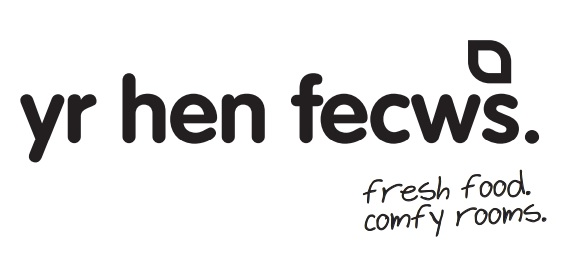 yr hen fecws.
fresh food.
comfy rooms.